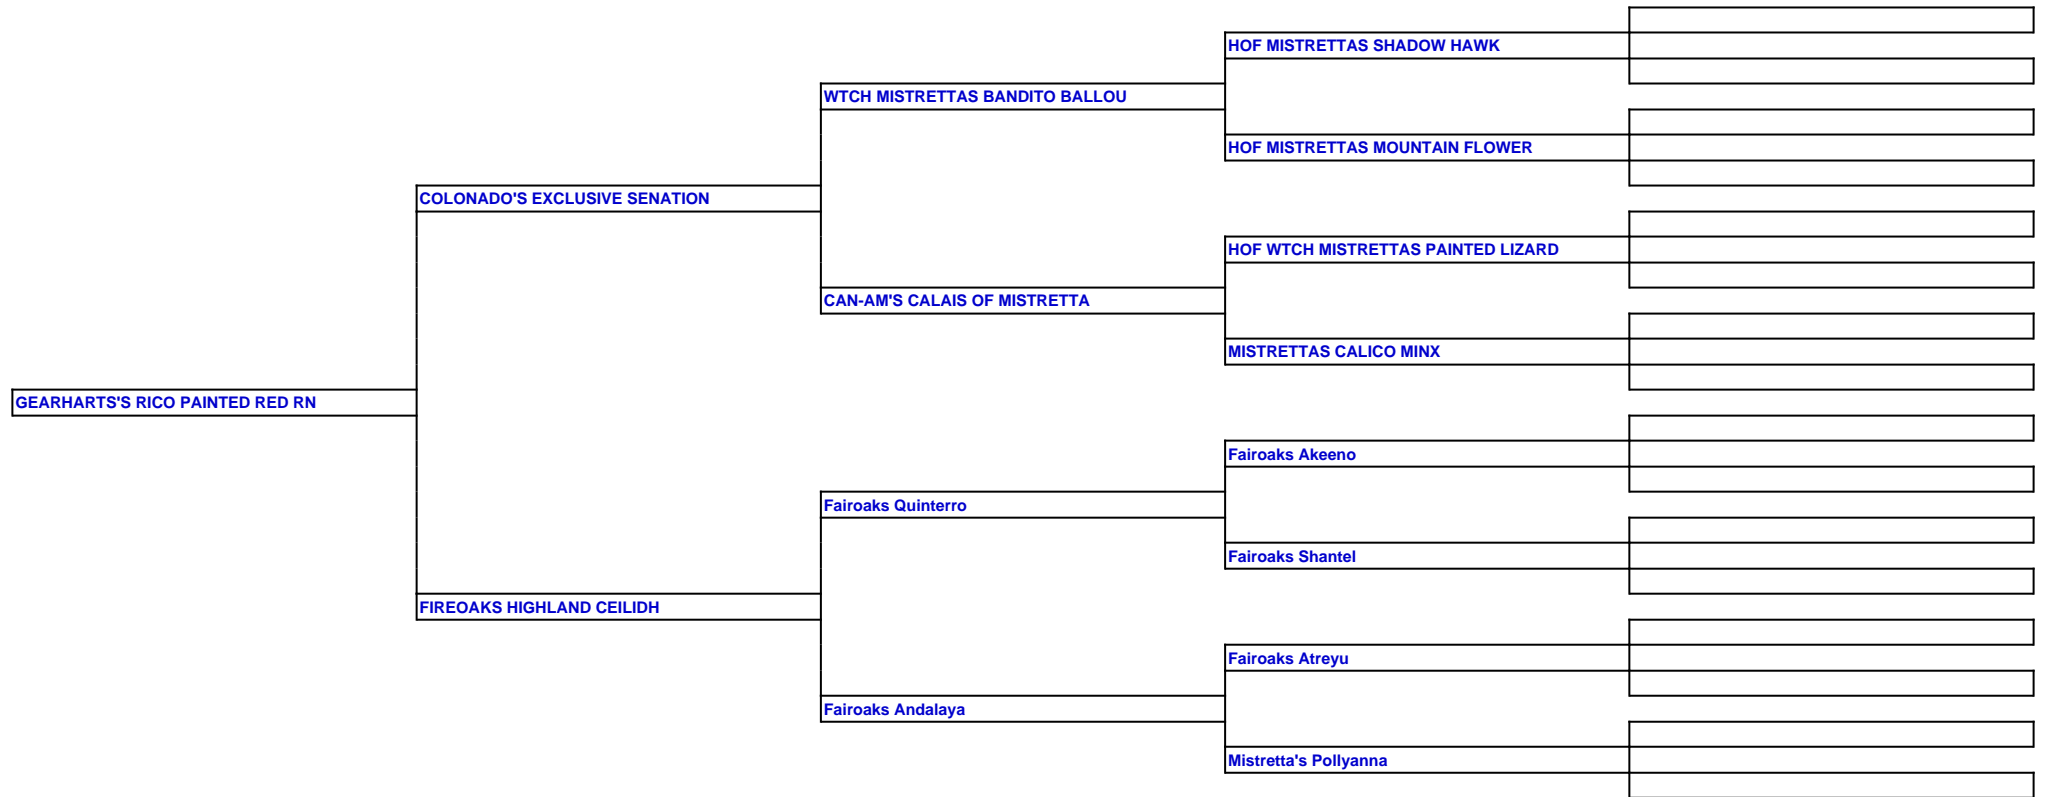 HOF MISTRETTAS SHADOW HAWK
WTCH MISTRETTAS BANDITO BALLOU
HOF MISTRETTAS MOUNTAIN FLOWER
COLONADO'S EXCLUSIVE SENATION
HOF WTCH MISTRETTAS PAINTED LIZARD
CAN-AM'S CALAIS OF MISTRETTA
MISTRETTAS CALICO MINX
GEARHARTS'S RICO PAINTED RED RN
Fairoaks Akeeno
Fairoaks Quinterro
Fairoaks Shantel
FIREOAKS HIGHLAND CEILIDH
Fairoaks Atreyu
Fairoaks Andalaya
Mistretta's Pollyanna